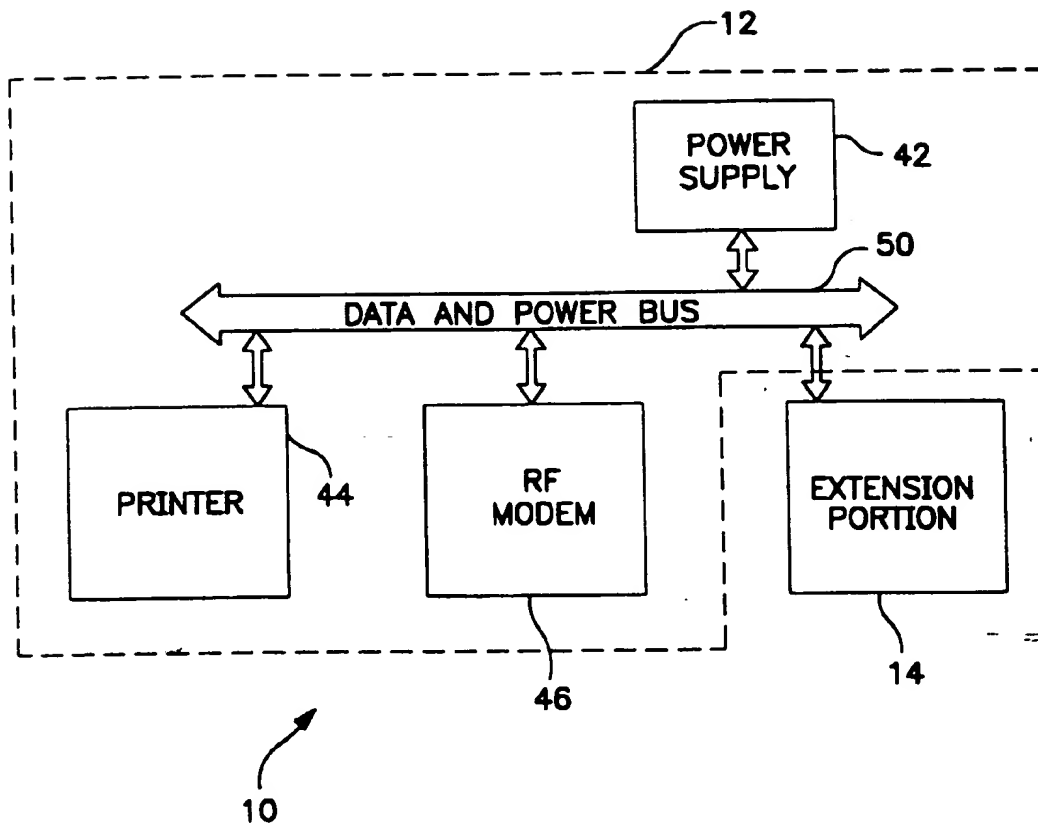 12
POWER
SUPPLY
42
50
DATA AND POWER BUS
PRINTER
44
RF
MODEM
46
EXTENSION
PORTION
14
10